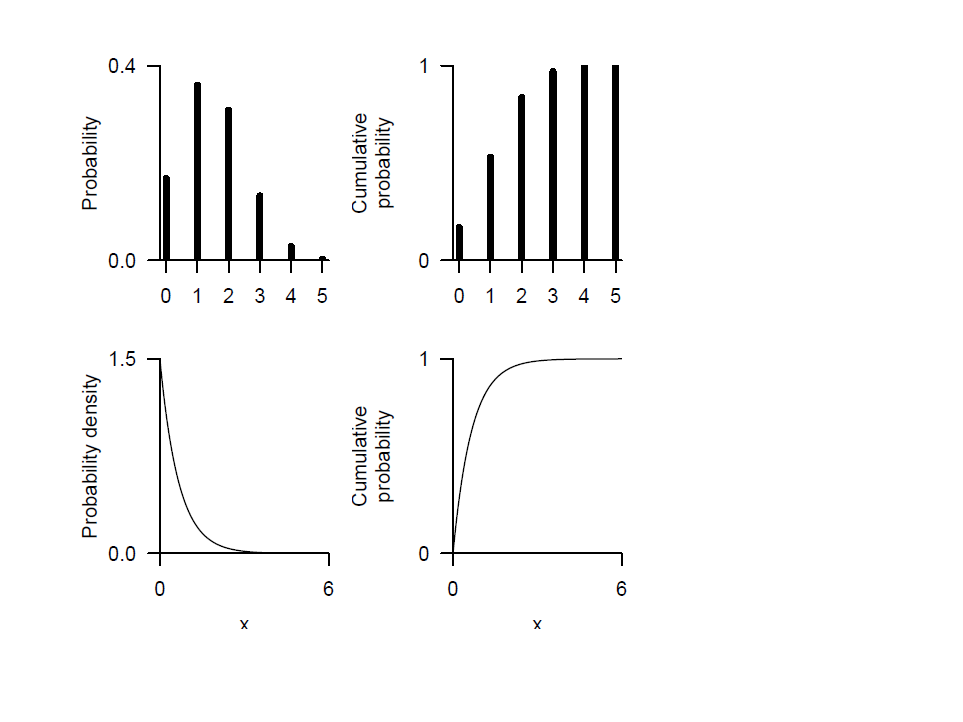 0.4
Probability
0.0
0 1 2 3 4 5
1
Cumulative
probability
0
0 1 2 3 4 5
1.5
Probability density
0.0
0 6
x
1
Cumulative
probability
0
0 6
x